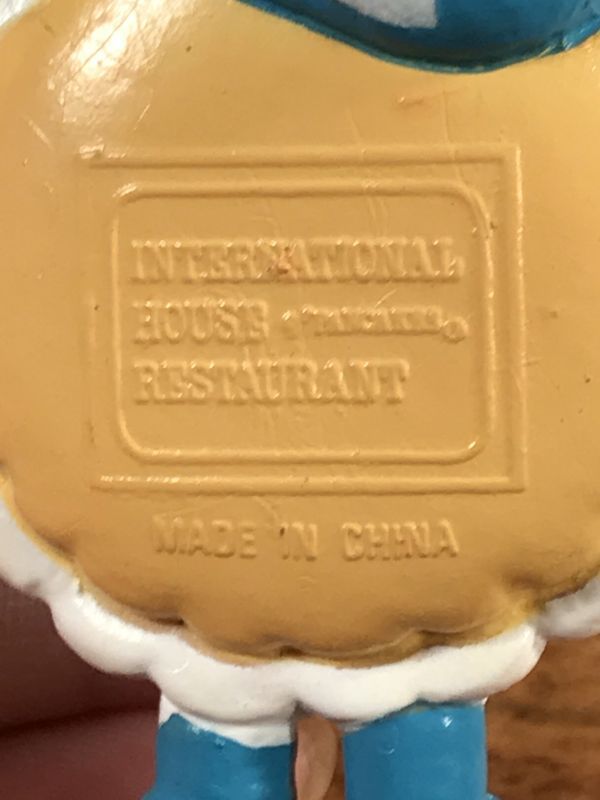 INTERNATIONAL
HOUSE of PANCAKES®
RESTAURANT
MADE IN CHINA